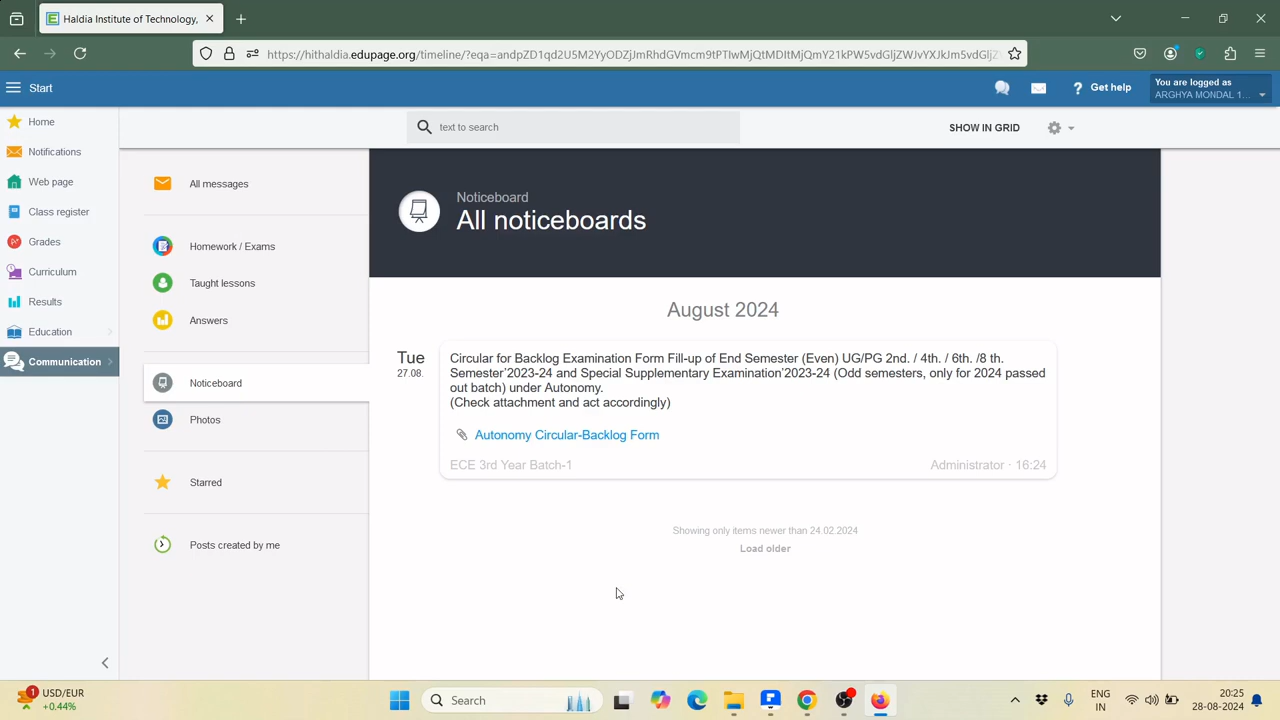 Haldia Institute of Technology,
https://hithaldia.edupage.org/timeline/?eqa=
Start
Get help
You are logged as
ARGHYA MONDAL 1...
Home
Notifications
Web page
Class register
Grades
Curriculum
Results
Education
Communication
text to search
SHOW IN GRID
All messages
Homework / Exams
Taught lessons
Answers
Noticeboard
Photos
Starred
Posts created by me
Noticeboard
All noticeboards
August 2024
Tue
27.08.
Circular for Backlog Examination Form Fill-up of End Semester (Even) UG/PG 2nd. / 4th. / 6th. /8 th.
Semester'2023-24 and Special Supplementary Examination'2023-24 (Odd semesters, only for 2024 passed
out batch) under Autonomy.
(Check attachment and act accordingly)
Autonomy Circular-Backlog Form
ECE 3rd Year Batch-1
Administrator · 16:24
Showing only items newer than 24.02.2024
Load older
1
USD/EUR
+0.44%
Search
ENG
IN
20:25
28-08-2024